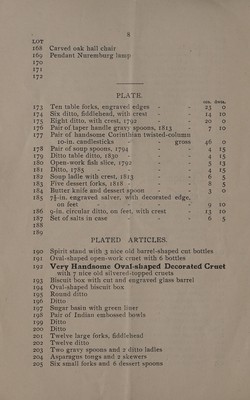 8
LOT
168 Carved oak hall chair
169 Pendant Nuremburg lamp
170
171
172
PLATE.
ozs. dwts.
173 Ten table forks, engraved edges - - 23 0
174 Six ditto, fiddlehead, with crest - 14 10
175 Eight ditto, with crest, 1792 - - 20 0
176 Pair of taper handle gravy spoons, 1813 - 7 10
177 Pair of handsome Corinthian twisted-column
10-in. candlesticks - - gross 46 0
178 Pair of soup spoons, 1794 - - 4 15
179 Ditto table ditto, 1830 - - - 4 15
180 Open-work fish slice, 1792 - - 3 13
181 Ditto, 1785 - - - 4 15
182 Soup ladle with crest, 1813 - - 6 5
183 Five dessert forks, 1818 - - - 8 5
184 Butter knife and dessert spoon - - 3 0
185 7½-in. engraved salver, with decorated edge,
on feet - - - 9 10
186 9-in. circular ditto, on feet, with crest - 13 10
187 Set of salts in case - - - 6 5
188
189
PLATED ARTICLES.
190 Spirit stand with 3 nice old barrel-shaped cut bottles
191 Oval-shaped open-work cruet with 6 bottles
192 Very Handsome Oval-shaped Decorated Cruet
with 7 nice old silvered-topped cruets
193 Biscuit box with cut and engraved glass barrel
194 Oval-shaped biscuit box
195 Round ditto
196 Ditto
197 Sugar basin with green liner
198 Pair of Indian embossed bowls
199 Ditto
200 Ditto
201 Twelve large forks, fiddlehead
202 Twelve ditto
203 Two gravy spoons and 2 ditto ladles
204 Asparagus tongs and 2 skewers
205 Six small forks and 6 dessert spoons